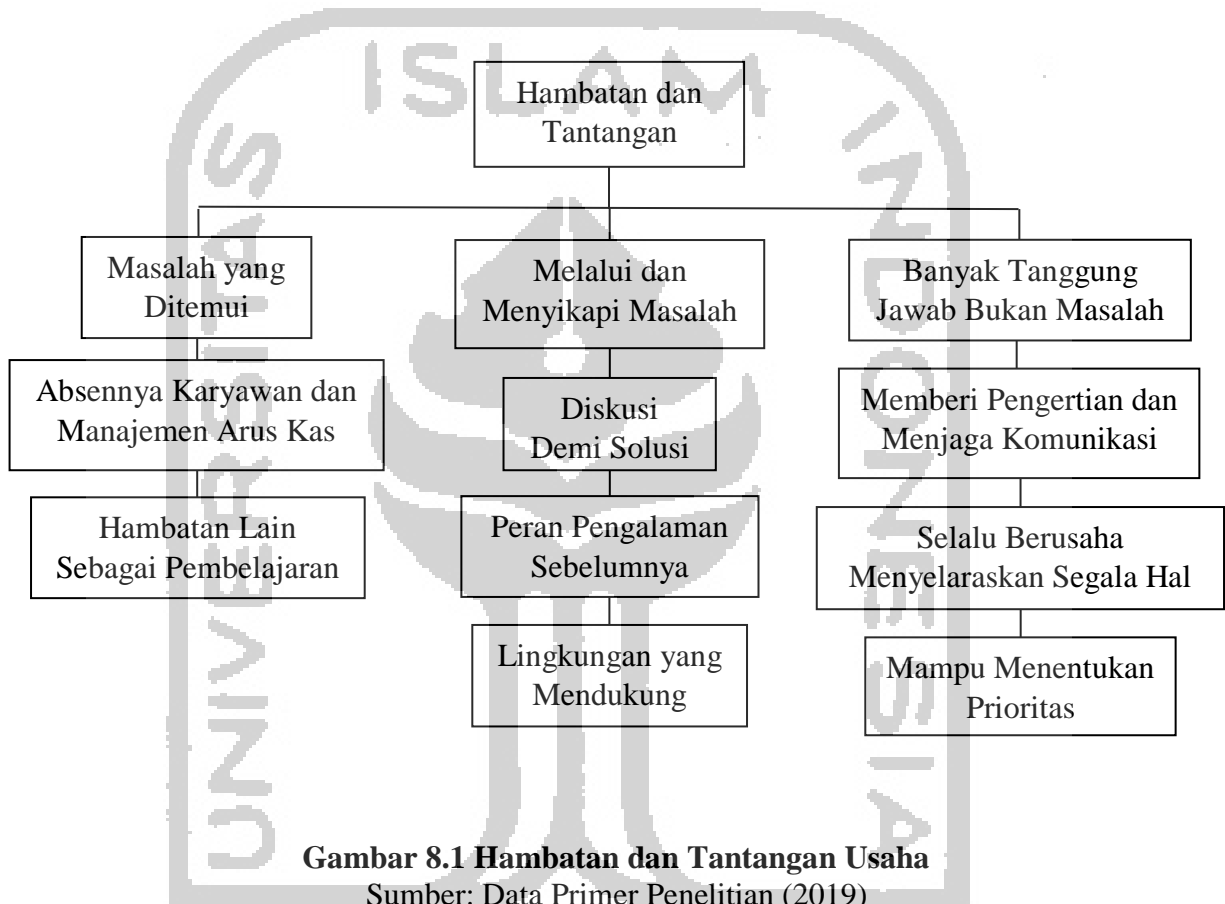 ISLAM
UNIVERSITAS
INDONESIA
Hambatan dan
Tantangan
Masalah yang
Ditemui
Absennya Karyawan dan
Manajemen Arus Kas
Hambatan Lain
Sebagai Pembelajaran
Melalui dan
Menyikapi Masalah
Diskusi
Demi Solusi
Peran Pengalaman
Sebelumnya
Lingkungan yang
Mendukung
Banyak Tanggung
Jawab Bukan Masalah
Memberi Pengertian dan
Menjaga Komunikasi
Selalu Berusaha
Menyelaraskan Segala Hal
Mampu Menentukan
Prioritas
Gambar 8.1 Hambatan dan Tantangan Usaha
Sumber: Data Primer Penelitian (2019)